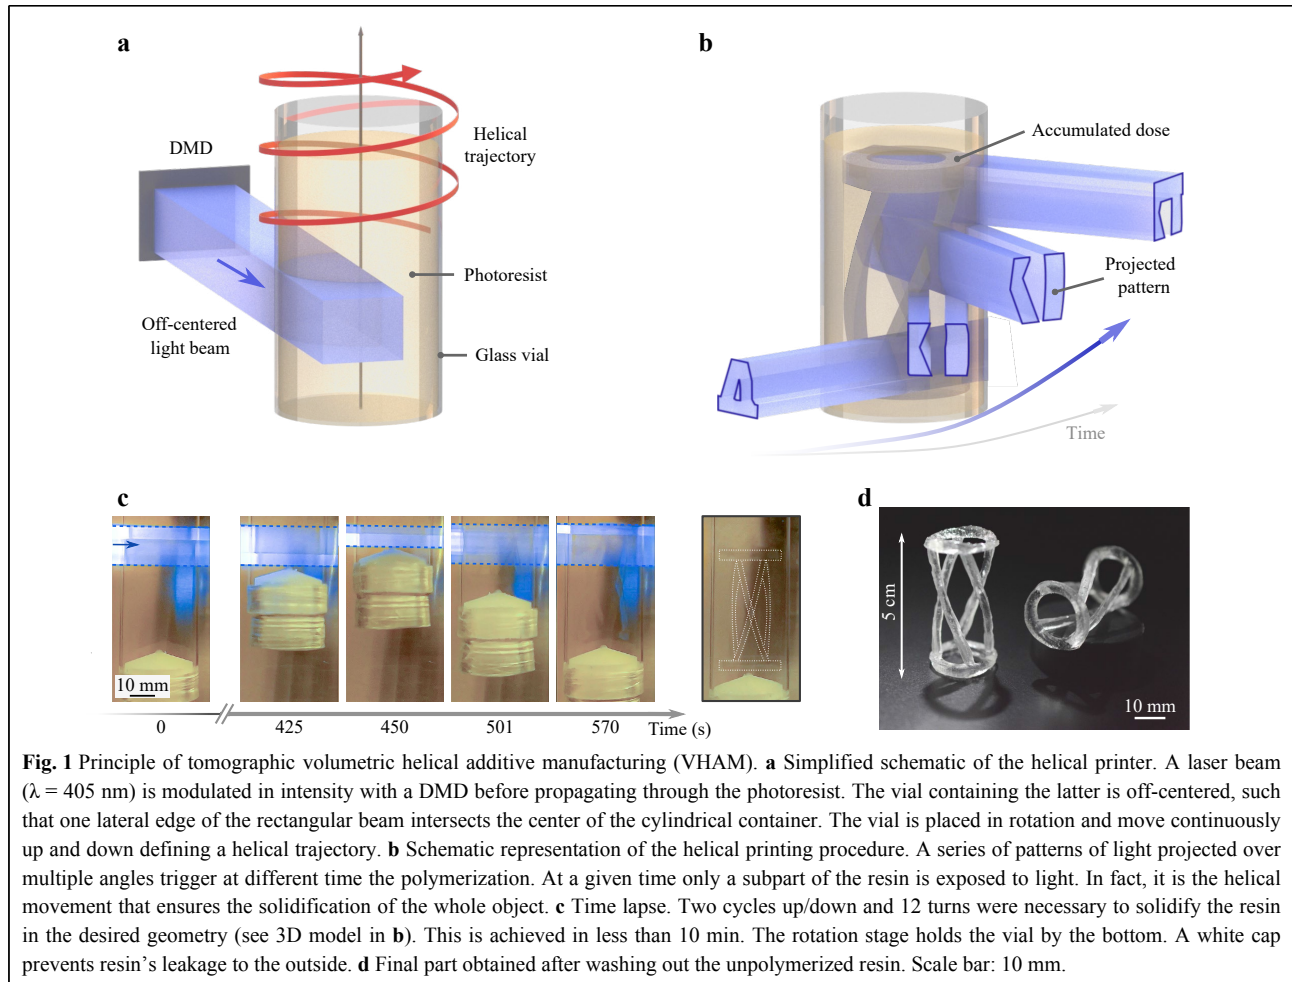 a
DMD
Helical
trajectory
Photoresist
Off-centered
light beam
Glass vial
b
Accumulated dose
Projected
pattern
Time
c
10 mm
0
425
450
501
570
Time (s)
d
5 cm
10 mm
Fig. 1 Principle of tomographic volumetric helical additive manufacturing (VHAM). a Simplified schematic of the helical printer. A laser beam
(λ = 405 nm) is modulated in intensity with a DMD before propagating through the photoresist. The vial containing the latter is off-centered, such
that one lateral edge of the rectangular beam intersects the center of the cylindrical container. The vial is placed in rotation and move continuously
up and down defining a helical trajectory. b Schematic representation of the helical printing procedure. A series of patterns of light projected over
multiple angles trigger at different time the polymerization. At a given time only a subpart of the resin is exposed to light. In fact, it is the helical
movement that ensures the solidification of the whole object. c Time lapse. Two cycles up/down and 12 turns were necessary to solidify the resin
in the desired geometry (see 3D model in b). This is achieved in less than 10 min. The rotation stage holds the vial by the bottom. A white cap
prevents resin’s leakage to the outside. d Final part obtained after washing out the unpolymerized resin. Scale bar: 10 mm.